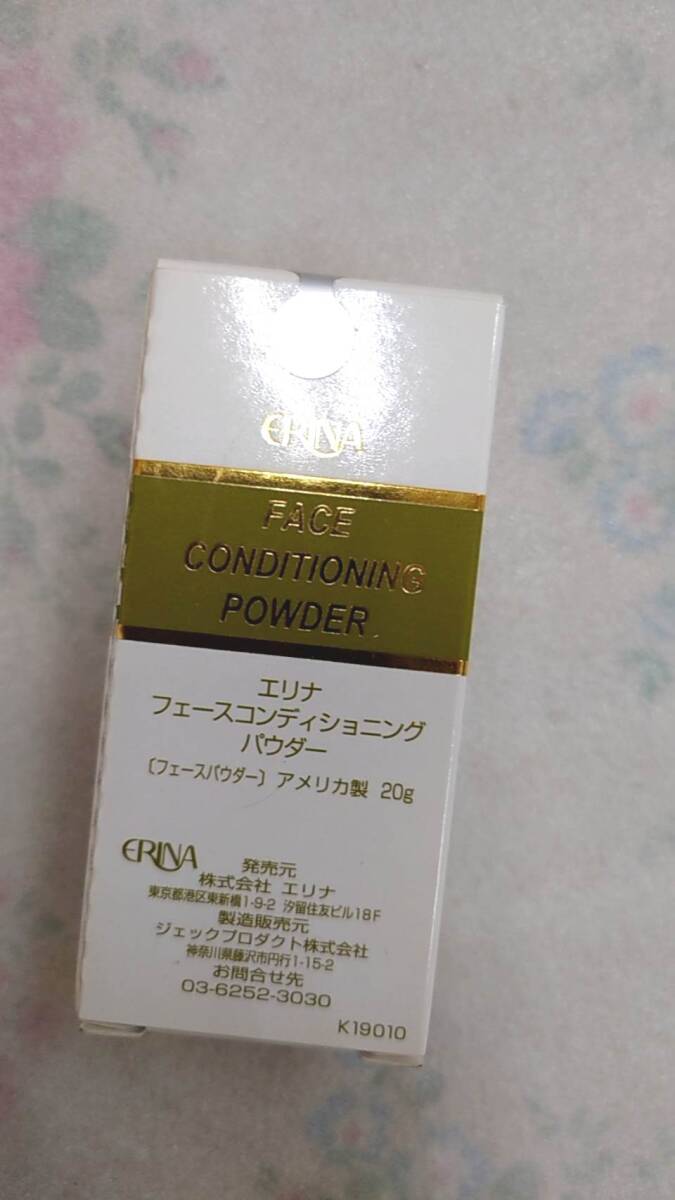 ERINA
FACE
CONDITIONING
POWDER
エリナ
フェースコンディショニング
パウダー
〔フェースパウダー〕 アメリカ製 20g
ERINA
発売元
株式会社 エリナ
東京都港区東新橋1-9-2 汐留住友ビル18F
製造販売元
ジェックプロダクト株式会社
神奈川県藤沢市円行1-15-2
お問合せ先
03-6252-3030
K19010